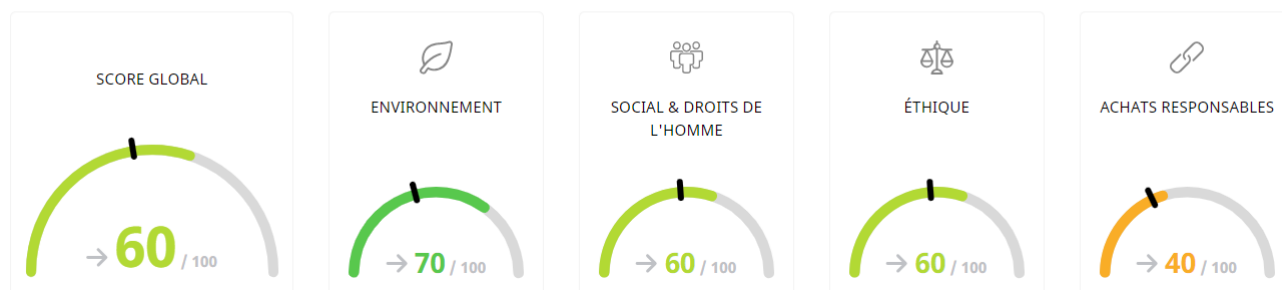 SCORE GLOBAL
60 / 100
ENVIRONNEMENT
70 / 100
SOCIAL & DROITS DE
L'HOMME
60 / 100
ÉTHIQUE
60 / 100
ACHATS RESPONSABLES
40 / 100